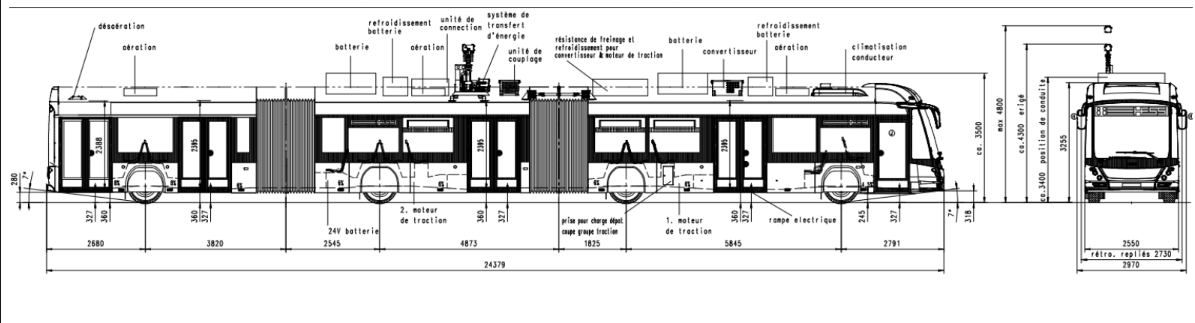 désaération
aération
batterie
refroidissement
batterie
aération
unité de
connection
système de
transfert
d'énergie
unité de
couplage
résistance de freinage et
refroidissement pour
convertisseur & moteur de traction
batterie
convertisseur
refroidissement
batterie
aération
climatisation
conducteur
2388
2395
2395
2395
280
7°
327
360
360
327
24V batterie
2. moteur
de traction
360
327
prise pour charge dépot
coupe groupe traction
1. moteur
de traction
360
327
rampe electrique
245
327
7°
318
2680
3820
2545
4873
1825
5845
2791
24379
ca. 3500
max 4800
ca.4300 erigé
ca.3400 position de conduite
3255
2550
rétro. repliés 2730
2970